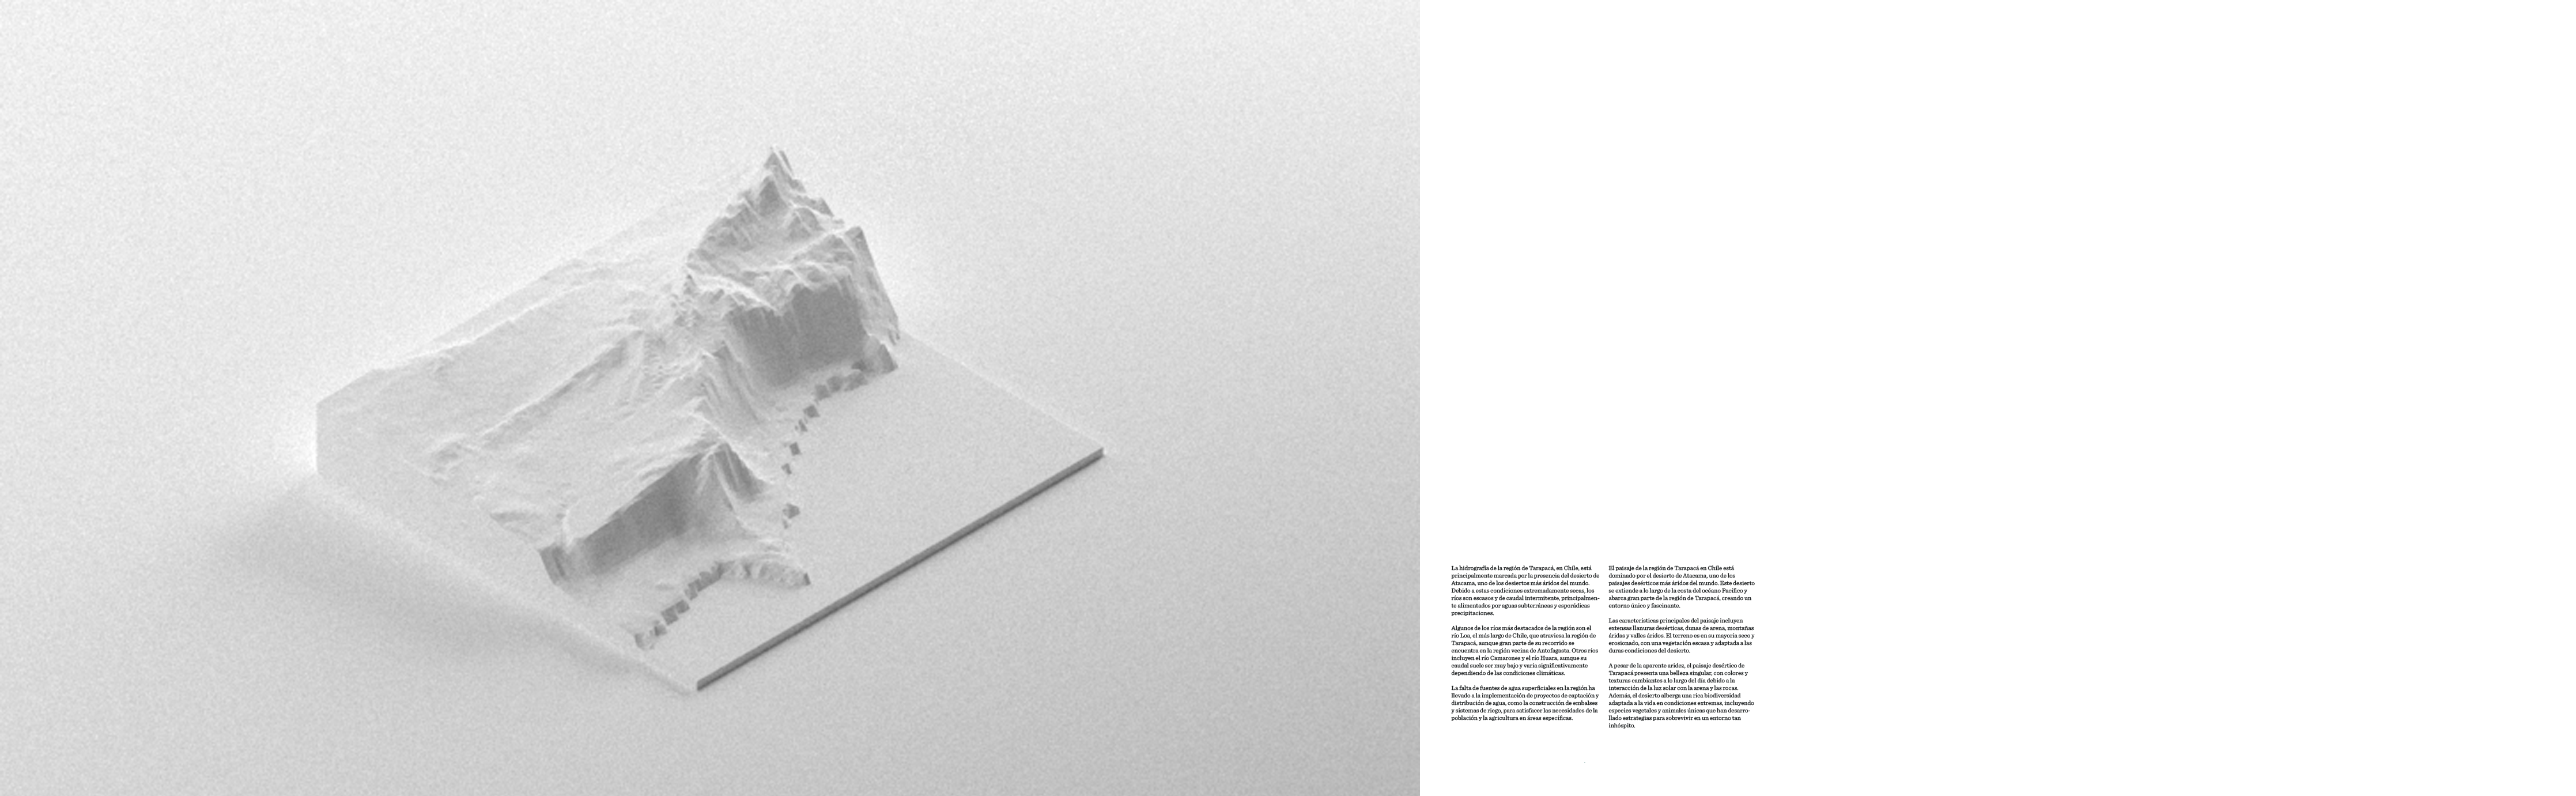 La hidrografía de la región de Tarapacá, en Chile, está
principalmente marcada por la presencia del desierto de
Atacama, uno de los desiertos más áridos del mundo.
Debido a estas condiciones extremadamente secas, los
ríos son escasos y de caudal intermitente, principalmen-
te alimentados por aguas subterráneas y esporádicas
precipitaciones.
Algunos de los ríos más destacados de la región son el
río Loa, el más largo de Chile, que atraviesa la región de
Tarapacá, aunque gran parte de su recorrido se
encuentra en la región vecina de Antofagasta. Otros ríos
incluyen el río Camarones y el río Huara, aunque su
caudal suele ser muy bajo y varía significativamente
dependiendo de las condiciones climáticas.
La falta de fuentes de agua superficiales en la región ha
llevado a la implementación de proyectos de captación y
distribución de agua, como la construcción de embalses
y sistemas de riego, para satisfacer las necesidades de la
población y la agricultura en áreas específicas.
El paisaje de la región de Tarapacá en Chile está
dominado por el desierto de Atacama, uno de los
paisajes desérticos más áridos del mundo. Este desierto
se extiende a lo largo de la costa del océano Pacífico y
abarca gran parte de la región de Tarapacá, creando un
entorno único y fascinante.
Las características principales del paisaje incluyen
extensas llanuras desérticas, dunas de arena, montañas
áridas y valles áridos. El terreno es en su mayoría seco y
erosionado, con una vegetación escasa y adaptada a las
duras condiciones del desierto.
A pesar de la aparente aridez, el paisaje desértico de
Tarapacá presenta una belleza singular, con colores y
texturas cambiantes a lo largo del día debido a la
interacción de la luz solar con la arena y las rocas.
Además, el desierto alberga una rica biodiversidad
adaptada a la vida en condiciones extremas, incluyendo
especies vegetales y animales únicas que han desarro-
llado estrategias para sobrevivir en un entorno tan
inhóspito.